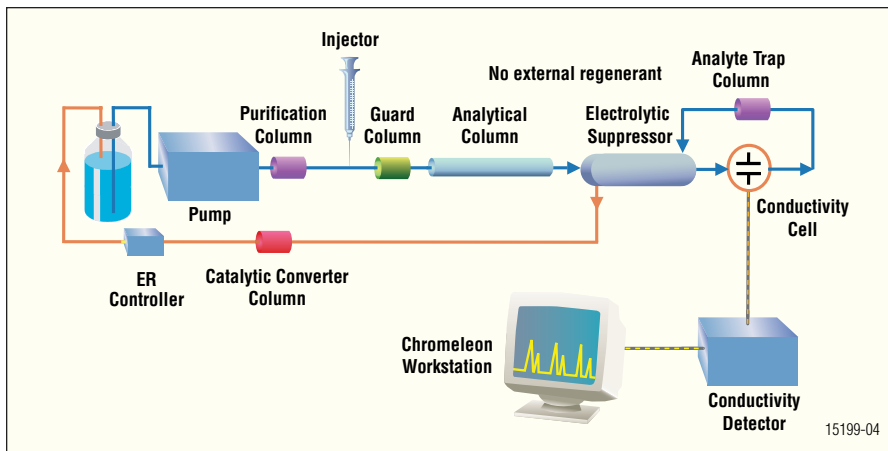 Injector
No external regenerant
Analyte Trap
Column
Purification
Column
Guard
Column
Analytical
Column
Electrolytic
Suppressor
Pump
Conductivity
Cell
ER
Controller
Catalytic Converter
Column
Chromeleon
Workstation
Conductivity
Detector
15199-04